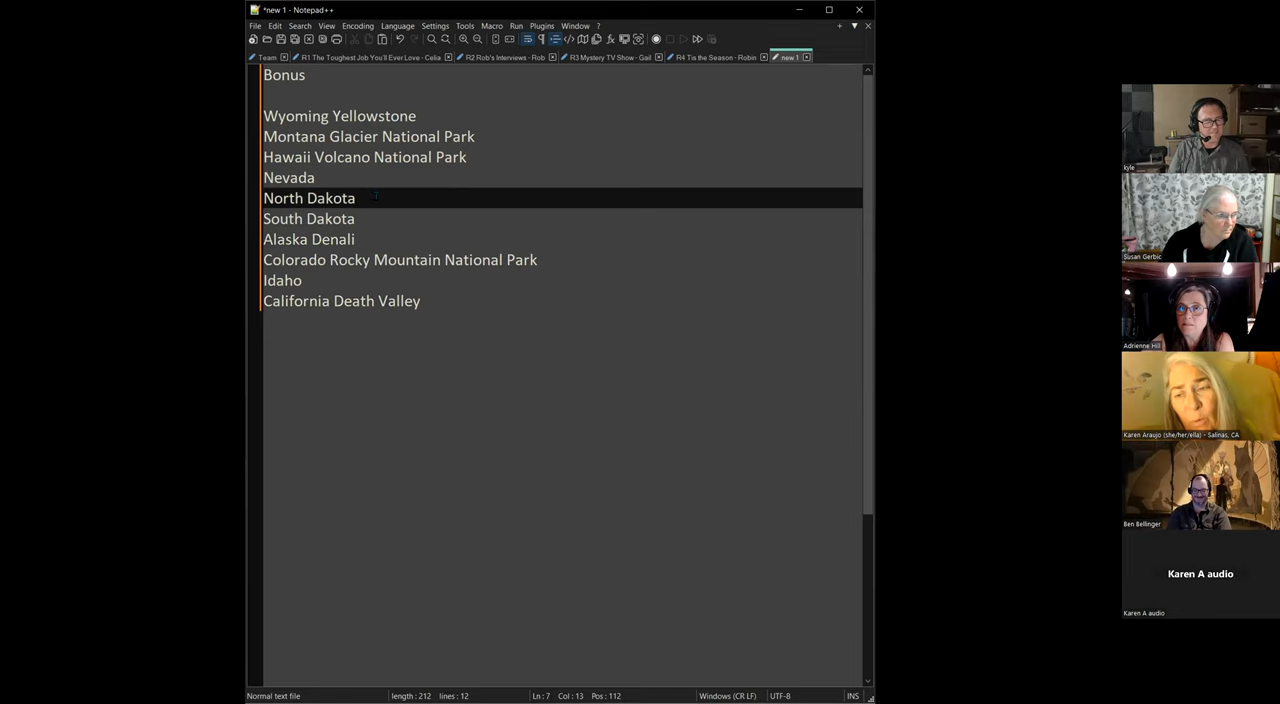 *new 1 - Notepad++
File Edit Search View Encoding Language Settings Tools Macro Run Plugins Window ?
Team R1 The Toughest Job You'll Ever Love - Celia R2 Rob's Interviews - Rob R3 Mystery TV Show - Gail R4 Tis the Season - Robin new 1
Bonus
Wyoming Yellowstone
Montana Glacier National Park
Hawaii Volcano National Park
Nevada
North Dakota
South Dakota
Alaska Denali
Colorado Rocky Mountain National Park
Idaho
California Death Valley
Normal text file length : 212 lines : 12 Ln : 7 Col : 13 Pos : 112 Windows (CR LF) UTF-8 INS
kyle
Susan Gerbic
Adrienne Hill
Karen Araujo (she/her/ella) - Salinas, CA
Ben Bellinger
Karen A audio
Karen A audio